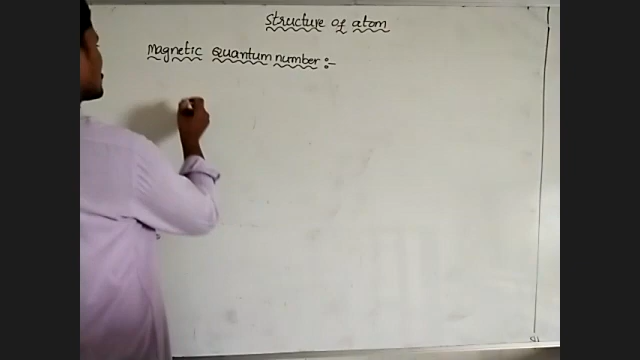 Structure of atom
Magnetic Quantum number :-